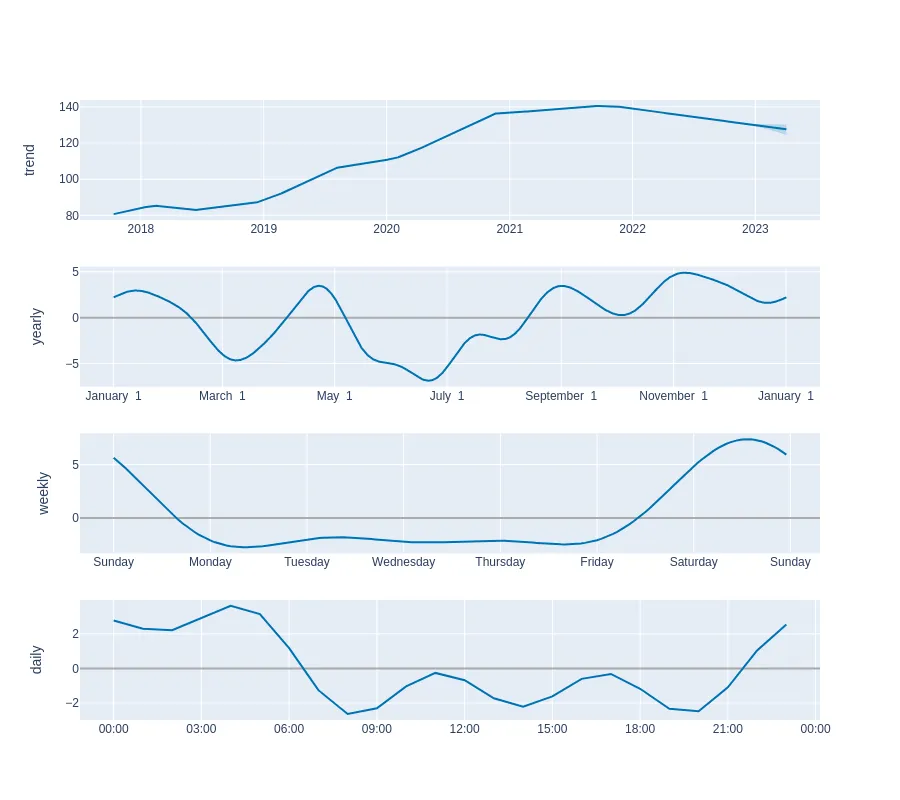 trend
140
120
100
80
2018 2019 2020 2021 2022 2023
yearly
5
0
−5
January 1 March 1 May 1 July 1 September 1 November 1 January 1
weekly
5
0
Sunday Monday Tuesday Wednesday Thursday Friday Saturday Sunday
daily
2
0
−2
00:00 03:00 06:00 09:00 12:00 15:00 18:00 21:00 00:00